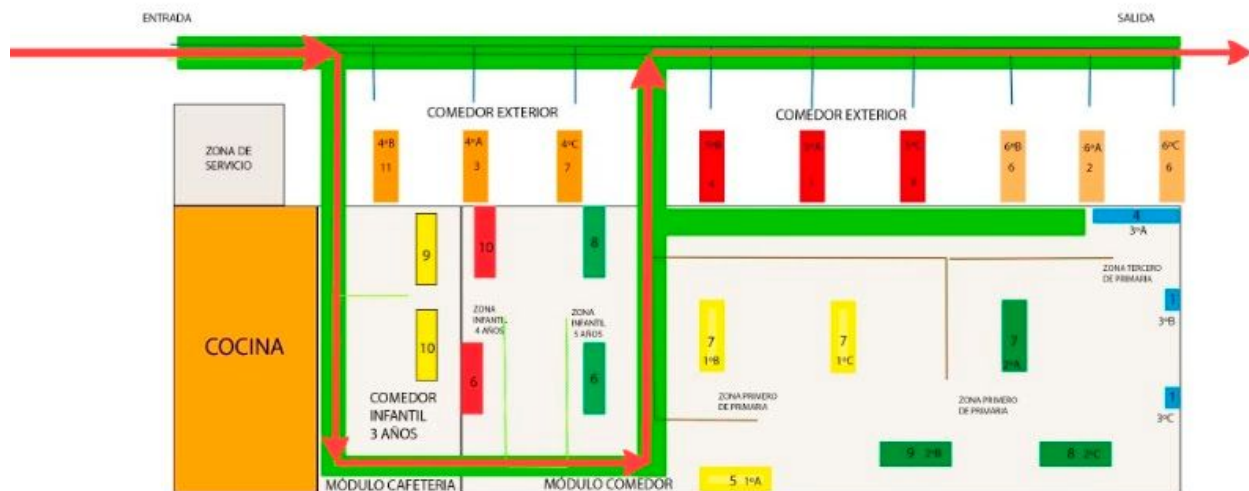 ENTRADA
SALIDA
COMEDOR EXTERIOR
COMEDOR EXTERIOR
ZONA DE
SERVICIO
4ºB
11
4ºA
3
4ºC
7
6ºB
6
6ºA
2
6ºC
6
4
3ºA
9
10
8
ZONA TERCERO
DE PRIMARIA
1
3ºB
ZONA
INFANTIL
4 AÑOS
ZONA
INFANTIL
5 AÑOS
COCINA
10
6
6
7
1ºB
7
1ºC
7
2ºA
COMEDOR
INFANTIL
3 AÑOS
ZONA PRIMERO
DE PRIMARIA
ZONA PRIMERO
DE PRIMARIA
1
3ºC
9 2ºB
8 2ºC
5 1ºA
MÓDULO CAFETERIA
MÓDULO COMEDOR